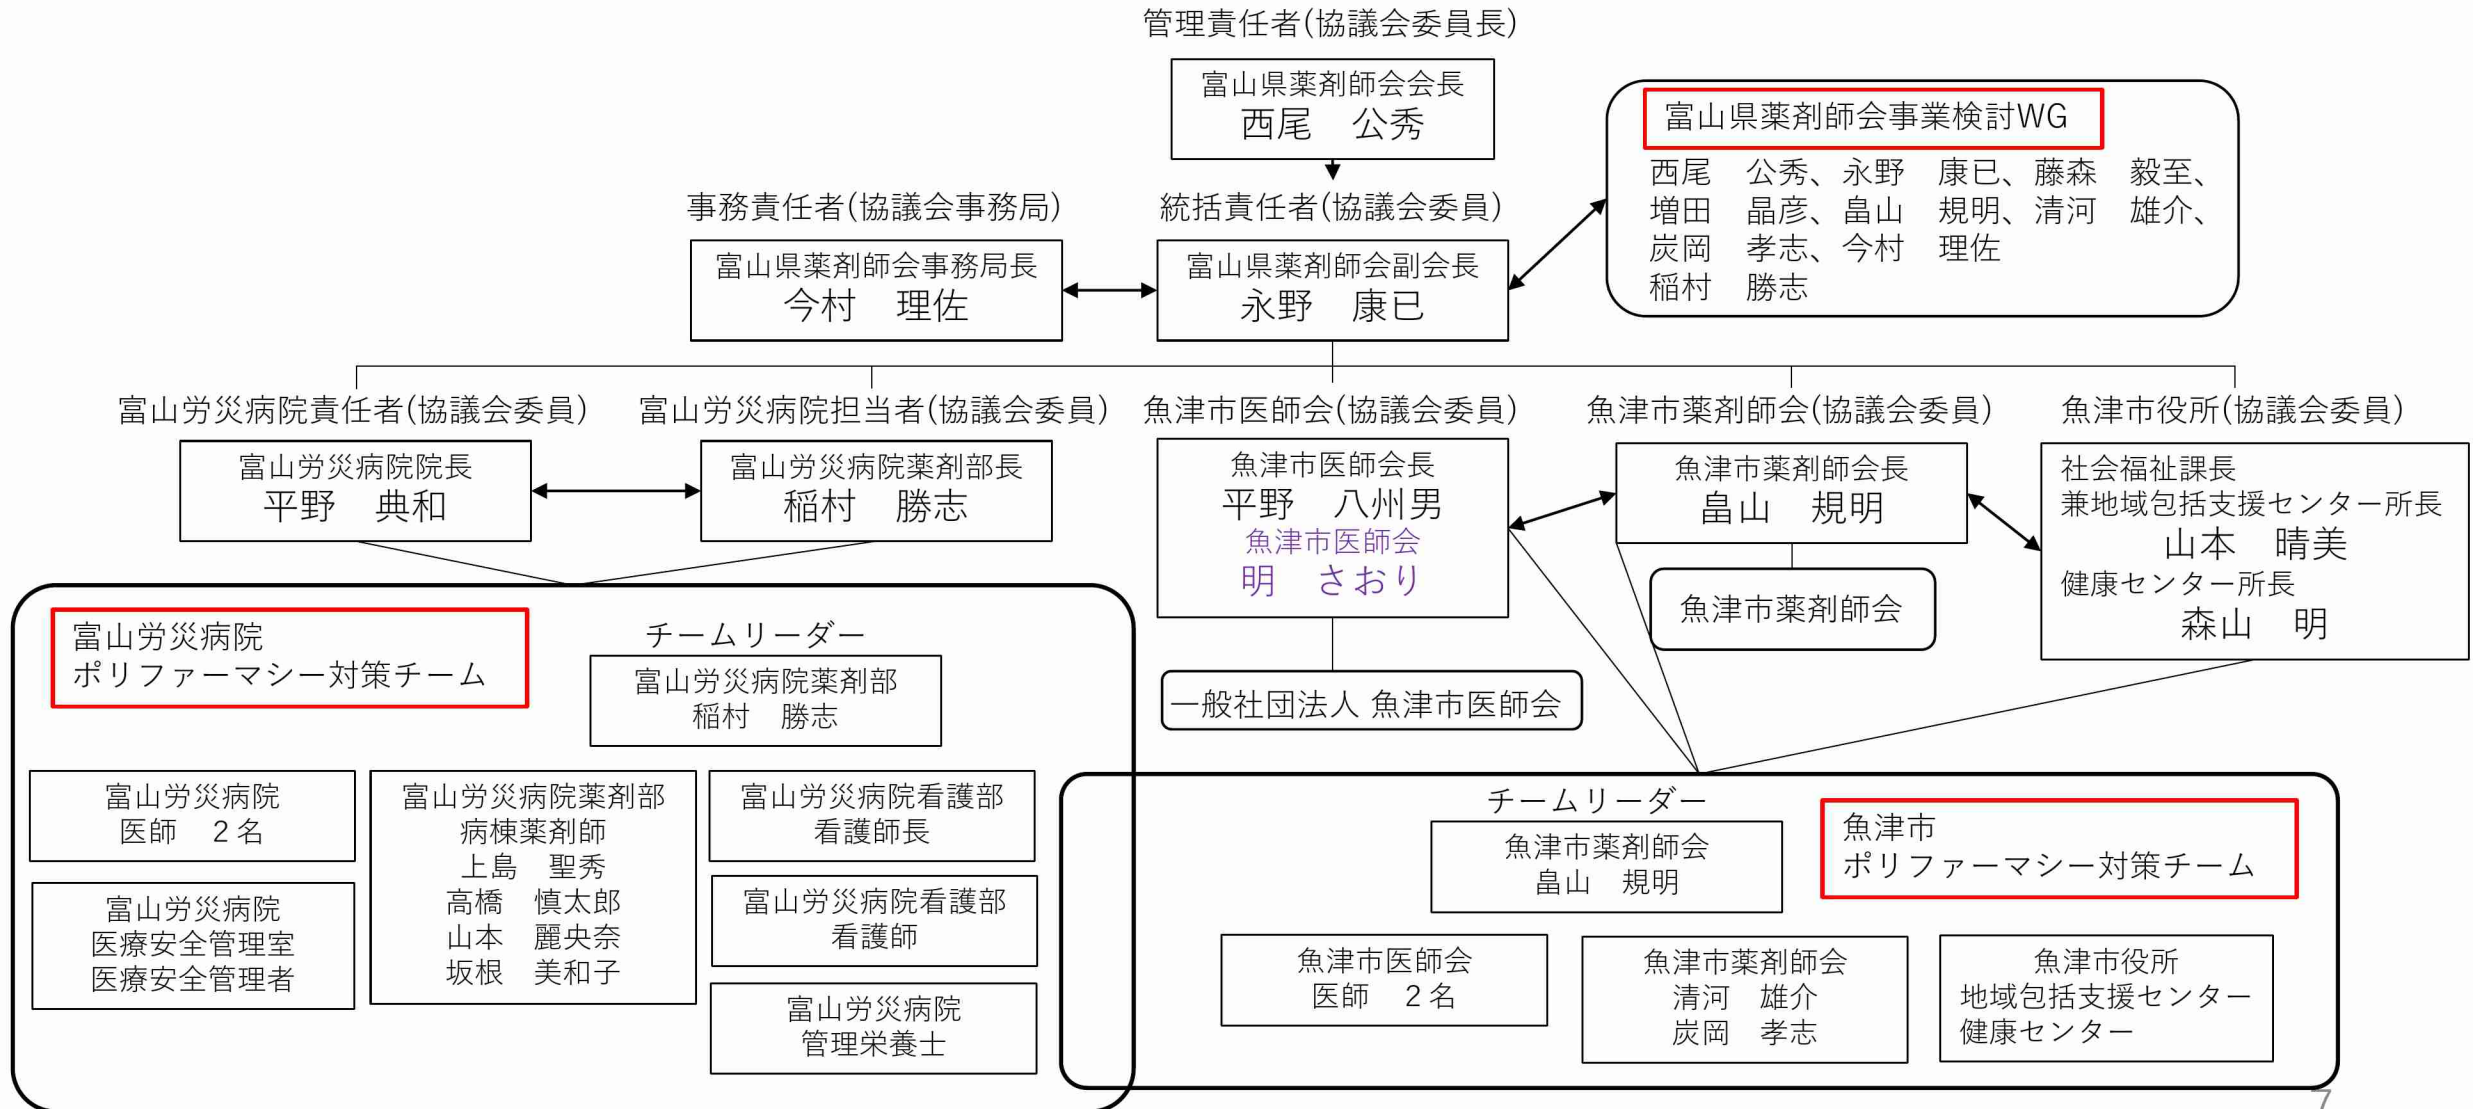 管理責任者(協議会委員長)
富山県薬剤師会会長
西尾　公秀
富山県薬剤師会事業検討WG
西尾　公秀、永野　康已、藤森　毅至、
増田　晶彦、畠山　規明、清河　雄介、
炭岡　孝志、今村　理佐
稲村　勝志
事務責任者(協議会事務局)
富山県薬剤師会事務局長
今村　理佐
統括責任者(協議会委員)
富山県薬剤師会副会長
永野　康已
富山労災病院責任者(協議会委員)
富山労災病院院長
平野　典和
富山労災病院担当者(協議会委員)
富山労災病院薬剤部長
稲村　勝志
魚津市医師会(協議会委員)
魚津市医師会長
平野　八州男
魚津市医師会
明　さおり
一般社団法人 魚津市医師会
魚津市薬剤師会(協議会委員)
魚津市薬剤師会長
畠山　規明
魚津市薬剤師会
魚津市役所(協議会委員)
社会福祉課長
兼地域包括支援センター所長
山本　晴美
健康センター所長
森山　明
富山労災病院
ポリファーマシー対策チーム
チームリーダー
富山労災病院薬剤部
稲村　勝志
富山労災病院
医師　２名
富山労災病院
医療安全管理室
医療安全管理者
富山労災病院薬剤部
病棟薬剤師
上島　聖秀
高橋　慎太郎
山本　麗央奈
坂根　美和子
富山労災病院看護部
看護師長
富山労災病院看護部
看護師
富山労災病院
管理栄養士
チームリーダー
魚津市薬剤師会
畠山　規明
魚津市
ポリファーマシー対策チーム
魚津市医師会
医師　２名
魚津市薬剤師会
清河　雄介
炭岡　孝志
魚津市役所
地域包括支援センター
健康センター
7